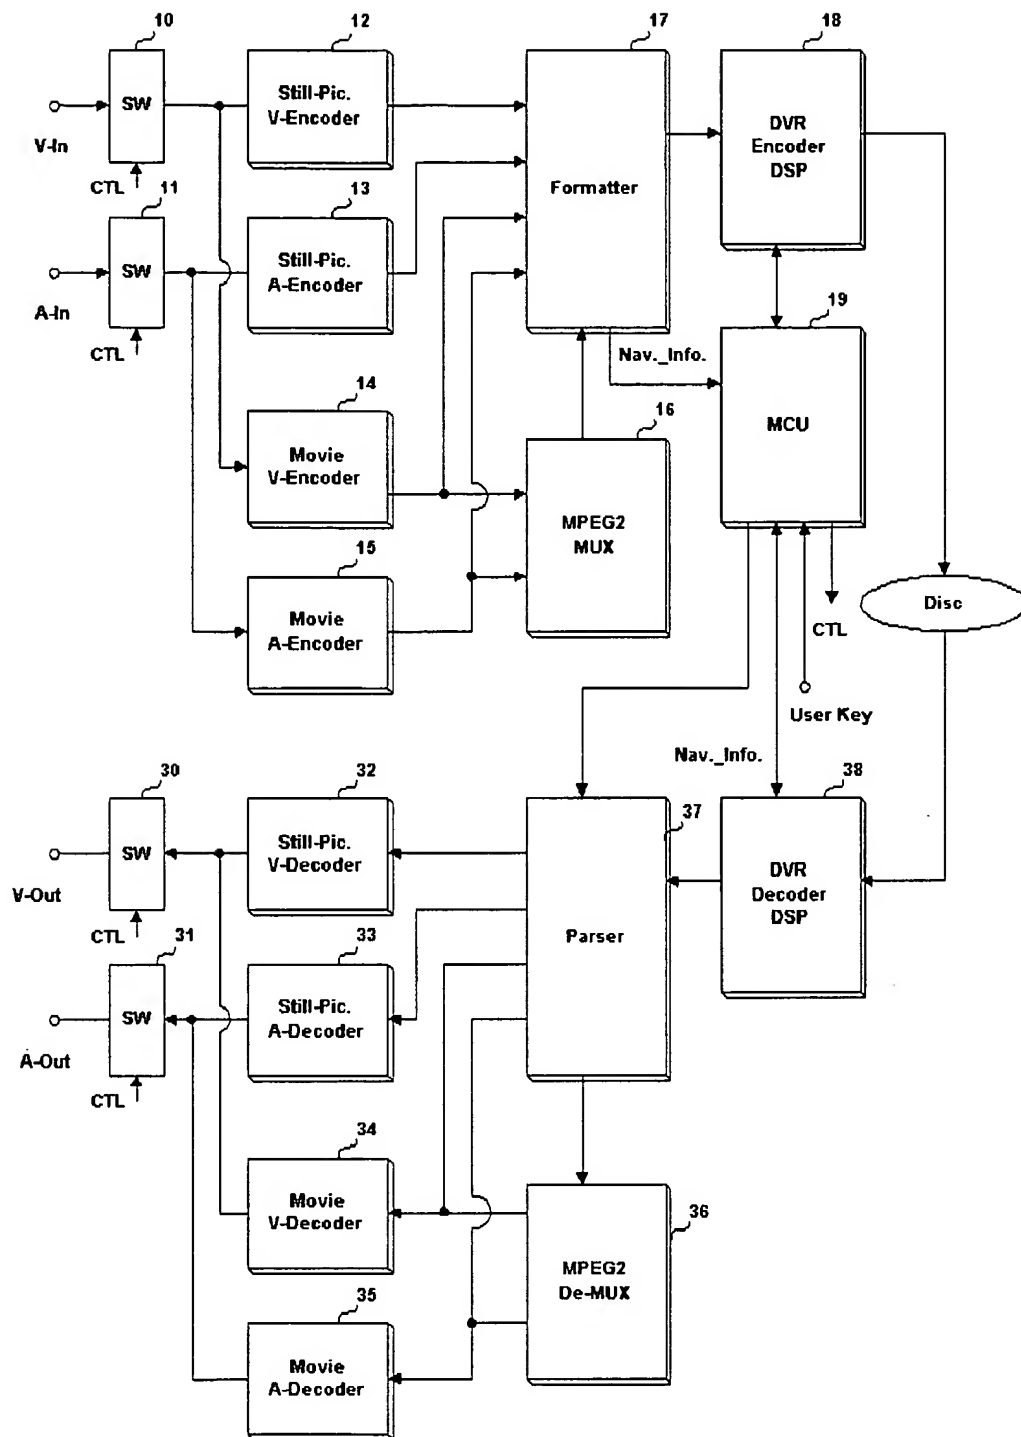 10
12
17
18
SW
Still-Pic.
V-Encoder
DVR
Encoder
DSP
V-In
CTL
11
13
Formatter
SW
Still-Pic.
A-Encoder
A-In
CTL
19
Nav._Info.
14
16
MCU
Movie
V-Encoder
MPEG2
MUX
15
Movie
A-Encoder
Disc
CTL
User Key
Nav._Info.
30
32
37
38
SW
Still-Pic.
V-Decoder
DVR
Decoder
DSP
V-Out
CTL
31
33
Parser
SW
Still-Pic.
A-Decoder
A-Out
CTL
34
Movie
V-Decoder
36
MPEG2
De-MUX
35
Movie
A-Decoder